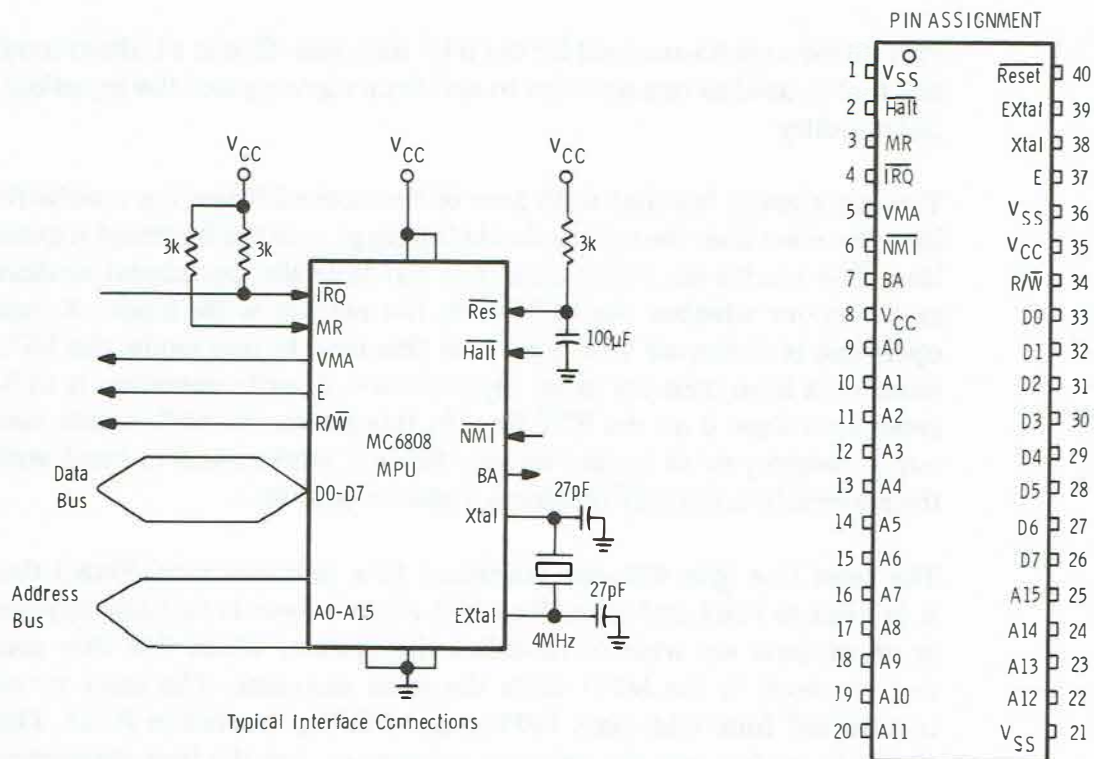 PIN ASSIGNMENT
1 VSS Reset 40
2 Halt EXtal 39
3 MR Xtal 38
4 IRQ E 37
5 VMA VSS 36
6 NMI VCC 35
7 BA R/W 34
8 VCC D0 33
9 A0 D1 32
10 A1 D2 31
11 A2 D3 30
12 A3 D4 29
13 A4 D5 28
14 A5 D6 27
15 A6 D7 26
16 A7 A15 25
17 A8 A14 24
18 A9 A13 23
19 A10 A12 22
20 A11 VSS 21
VCC
VCC
VCC
3k
3k
3k
IRQ
MR
VMA
E
R/W
MC6808
MPU
Data
Bus
D0-D7
Address
Bus
A0-A15
Res
100μF
Halt
NMI
BA
27pF
Xtal
27pF
EXtal
4MHz
Typical Interface Connections